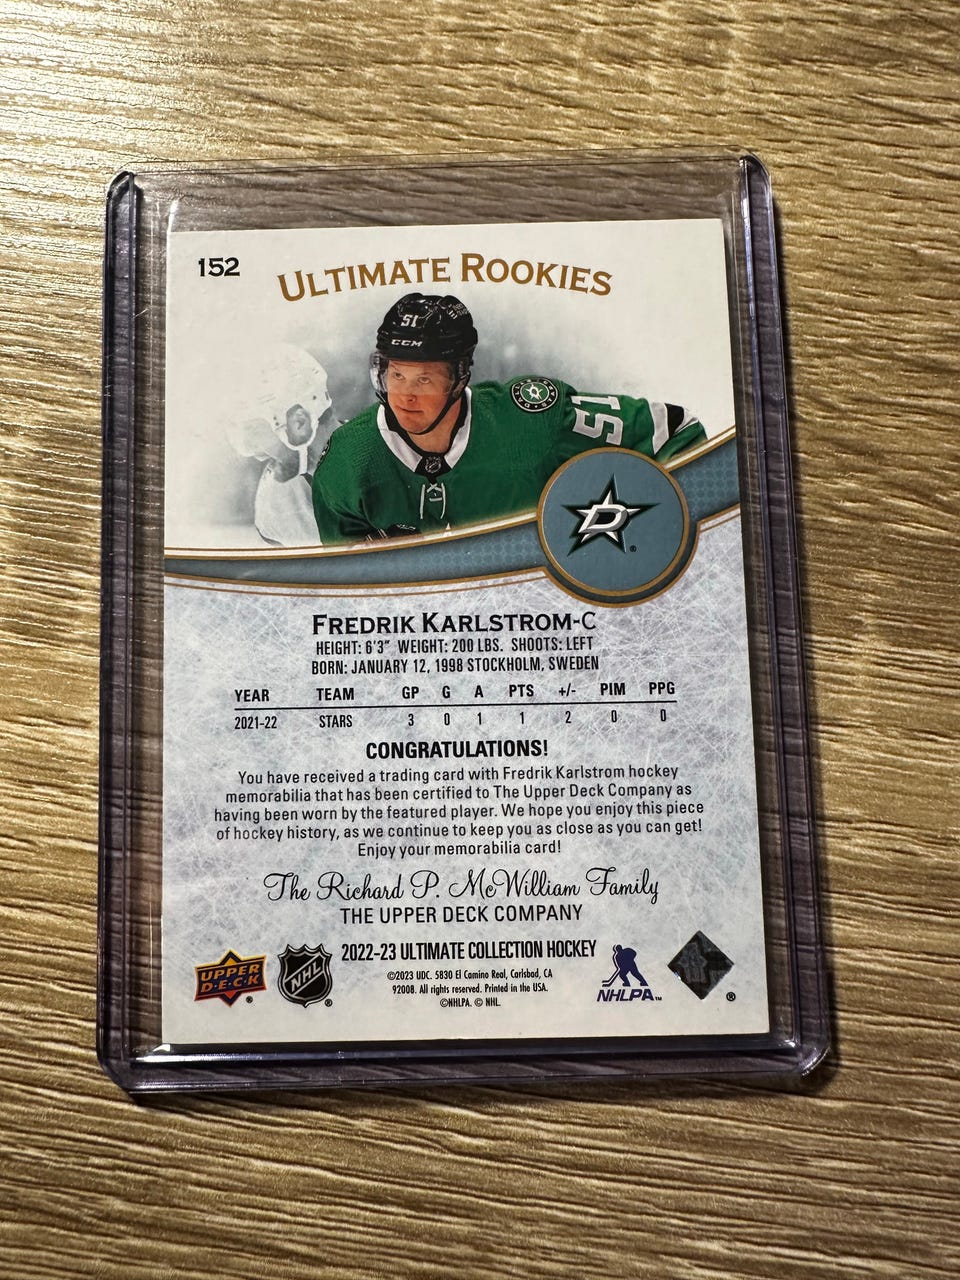 152
ULTIMATE ROOKIES
51
CCM
51
D
®
FREDRIK KARLSTROM-C
HEIGHT: 6'3" WEIGHT: 200 LBS. SHOOTS: LEFT
BORN: JANUARY 12, 1998 STOCKHOLM, SWEDEN
YEAR TEAM GP G A PTS +/- PIM PPG
2021-22 STARS 3 0 1 1 2 0 0
CONGRATULATIONS!
You have received a trading card with Fredrik Karlstrom hockey
memorabilia that has been certified to The Upper Deck Company as
having been worn by the featured player. We hope you enjoy this piece
of hockey history, as we continue to keep you as close as you can get!
Enjoy your memorabilia card!
The Richard P. McWilliam Family
THE UPPER DECK COMPANY
2022-23 ULTIMATE COLLECTION HOCKEY
©2023 UDC. 5830 El Camino Real, Carlsbad, CA
92008. All rights reserved. Printed in the USA.
©NHLPA. © NHL.
UPPER
D·E·C·K ®
NHL ®
NHLPA™
®